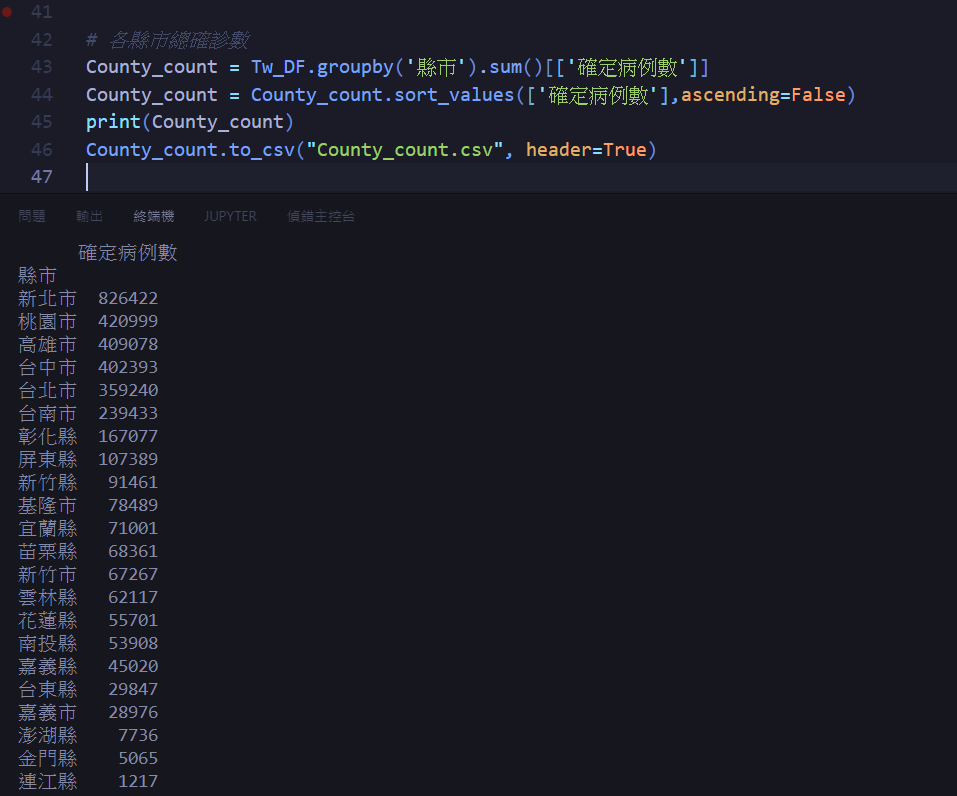 41
42 # 各縣市總確診數
43 County_count = Tw_DF.groupby('縣市').sum()[['確定病例數']]
44 County_count = County_count.sort_values(['確定病例數'],ascending=False)
45 print(County_count)
46 County_count.to_csv("County_count.csv", header=True)
47
問題 輸出 終端機 JUPYTER 偵錯主控台
確定病例數
縣市
新北市 826422
桃園市 420999
高雄市 409078
台中市 402393
台北市 359240
台南市 239433
彰化縣 167077
屏東縣 107389
新竹縣 91461
基隆市 78489
宜蘭縣 71001
苗栗縣 68361
新竹市 67267
雲林縣 62117
花蓮縣 55701
南投縣 53908
嘉義縣 45020
台東縣 29847
嘉義市 28976
澎湖縣 7736
金門縣 5065
連江縣 1217